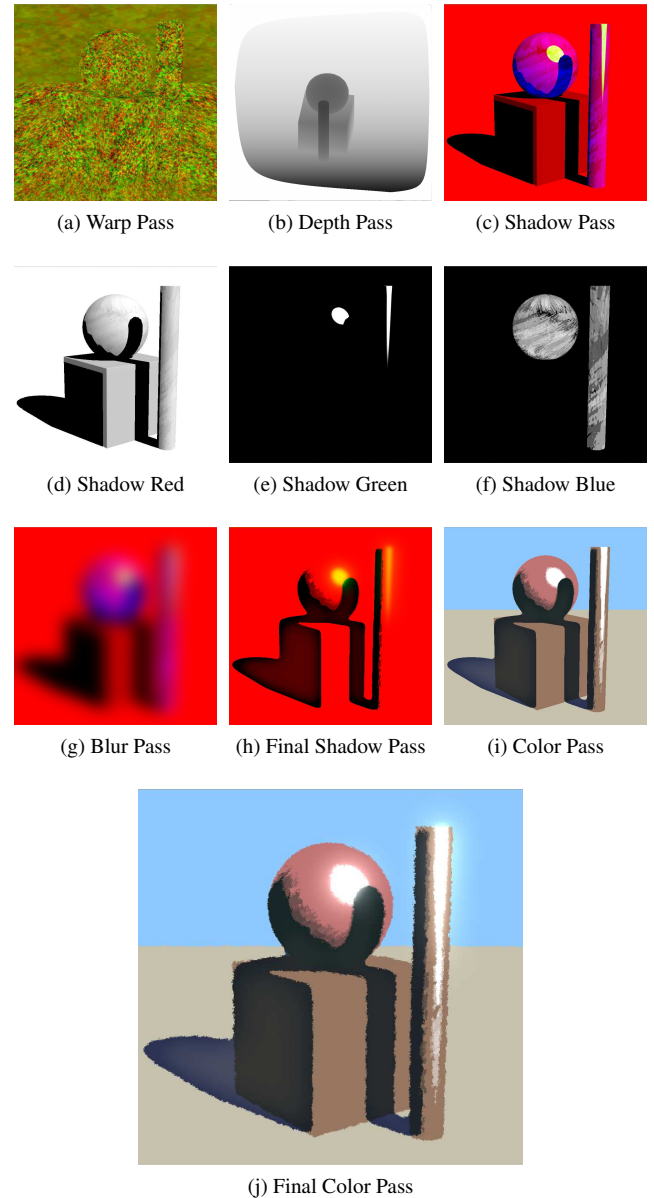 (a) Warp Pass
(b) Depth Pass
(c) Shadow Pass
(d) Shadow Red
(e) Shadow Green
(f) Shadow Blue
(g) Blur Pass
(h) Final Shadow Pass
(i) Color Pass
(j) Final Color Pass